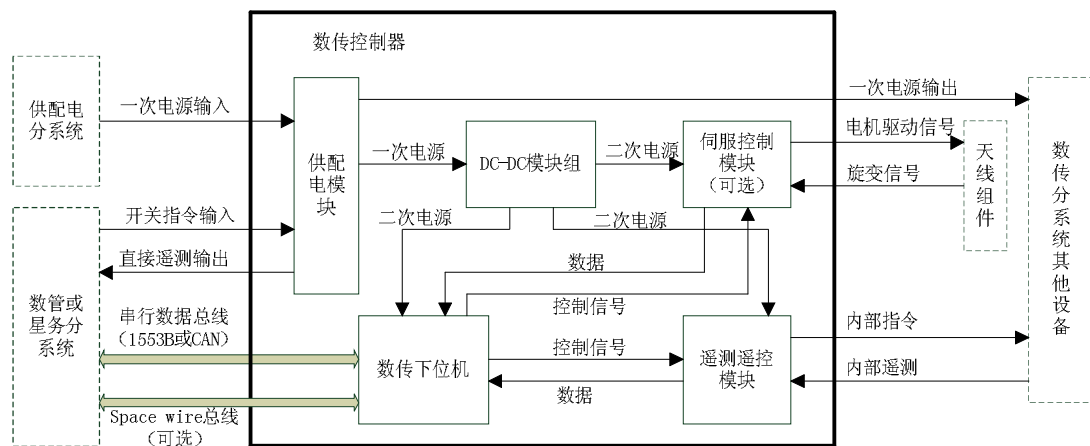 数传控制器
供配电
分系统
一次电源输入
供配
电模
块
一次电源输出
一次电源
DC-DC模块组
二次电源
伺服控制
模块
（可选）
电机驱动信号
旋变信号
天
线
组
件
数
传
分
系
统
其
他
设
备
开关指令输入
直接遥测输出
二次电源
二次电源
数据
控制信号
数管或
星务分
系统
串行数据总线
（1553B或CAN）
Space wire总线
（可选）
数传下位机
控制信号
数据
遥测遥控
模块
内部指令
内部遥测